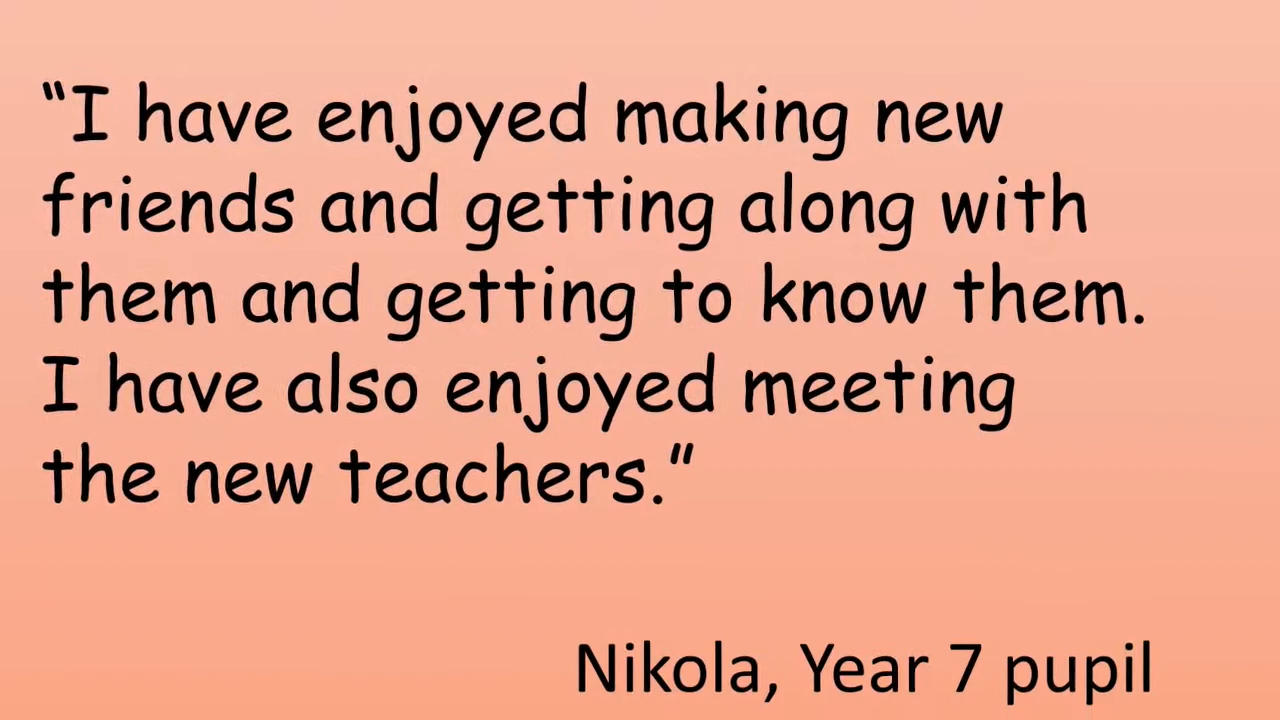 “I have enjoyed making new
friends and getting along with
them and getting to know them.
I have also enjoyed meeting
the new teachers.”
Nikola, Year 7 pupil